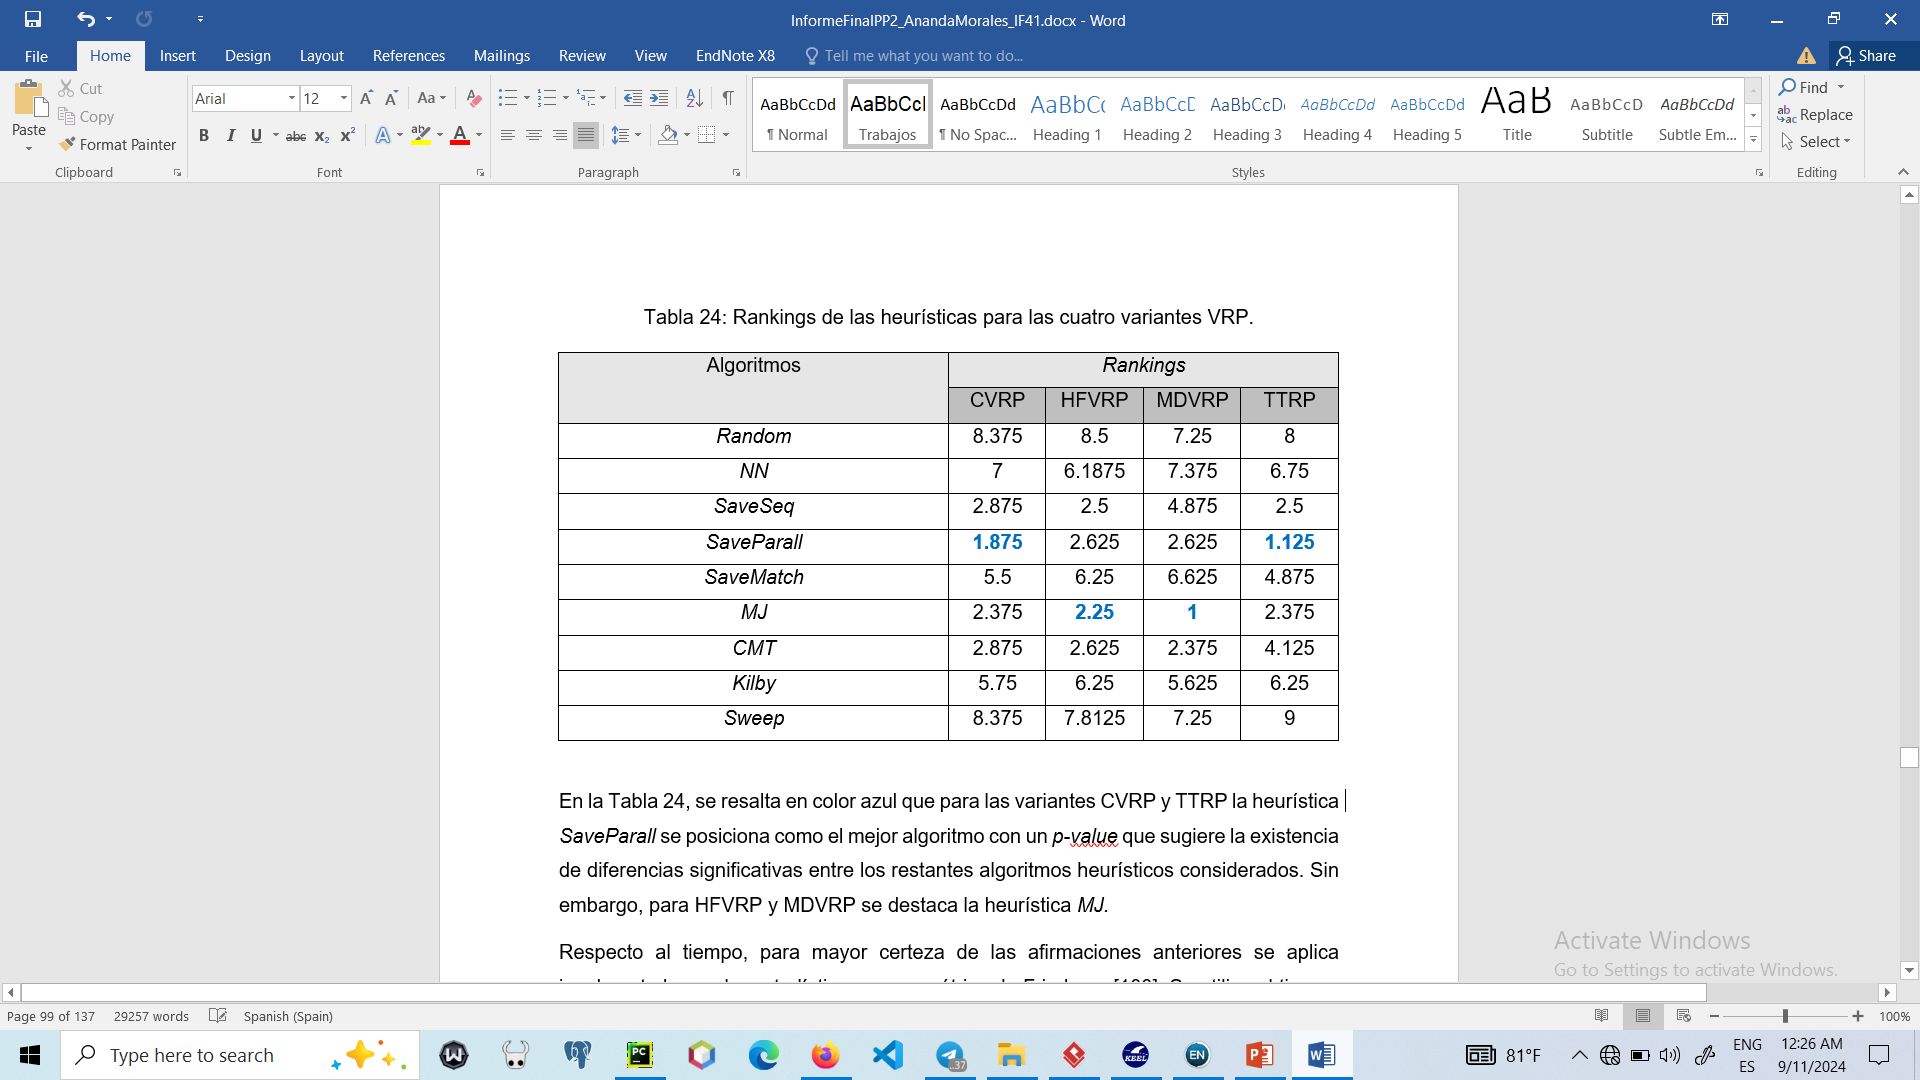 InformeFinalPP2_AnandaMorales_IF41.docx - Word
File Home Insert Design Layout References Mailings Review View EndNote X8 Tell me what you want to do... Share
Paste
Cut
Copy
Format Painter
Clipboard
Arial 12
Font
Paragraph
AaBbCcDd AaBbCcI AaBbCcDd AaBbCc AaBbCcD AaBbCcD AaBbCcDd AaBbCcDd AaB AaBbCcD AaBbCcDd
¶ Normal Trabajos ¶ No Spac... Heading 1 Heading 2 Heading 3 Heading 4 Heading 5 Title Subtitle Subtle Em...
Styles
Find
Replace
Select
Editing
Tabla 24: Rankings de las heurísticas para las cuatro variantes VRP.
Algoritmos Rankings
CVRP HFVRP MDVRP TTRP
Random 8.375 8.5 7.25 8
NN 7 6.1875 7.375 6.75
SaveSeq 2.875 2.5 4.875 2.5
SaveParall 1.875 2.625 2.625 1.125
SaveMatch 5.5 6.25 6.625 4.875
MJ 2.375 2.25 1 2.375
CMT 2.875 2.625 2.375 4.125
Kilby 5.75 6.25 5.625 6.25
Sweep 8.375 7.8125 7.25 9
En la Tabla 24, se resalta en color azul que para las variantes CVRP y TTRP la heurística
SaveParall se posiciona como el mejor algoritmo con un p-value que sugiere la existencia
de diferencias significativas entre los restantes algoritmos heurísticos considerados. Sin
embargo, para HFVRP y MDVRP se destaca la heurística MJ.
Respecto al tiempo, para mayor certeza de las afirmaciones anteriores se aplica
Activate Windows
Go to Settings to activate Windows.
Page 99 of 137 29257 words Spanish (Spain) 100%
Type here to search
81°F
ENG
ES
12:26 AM
9/11/2024